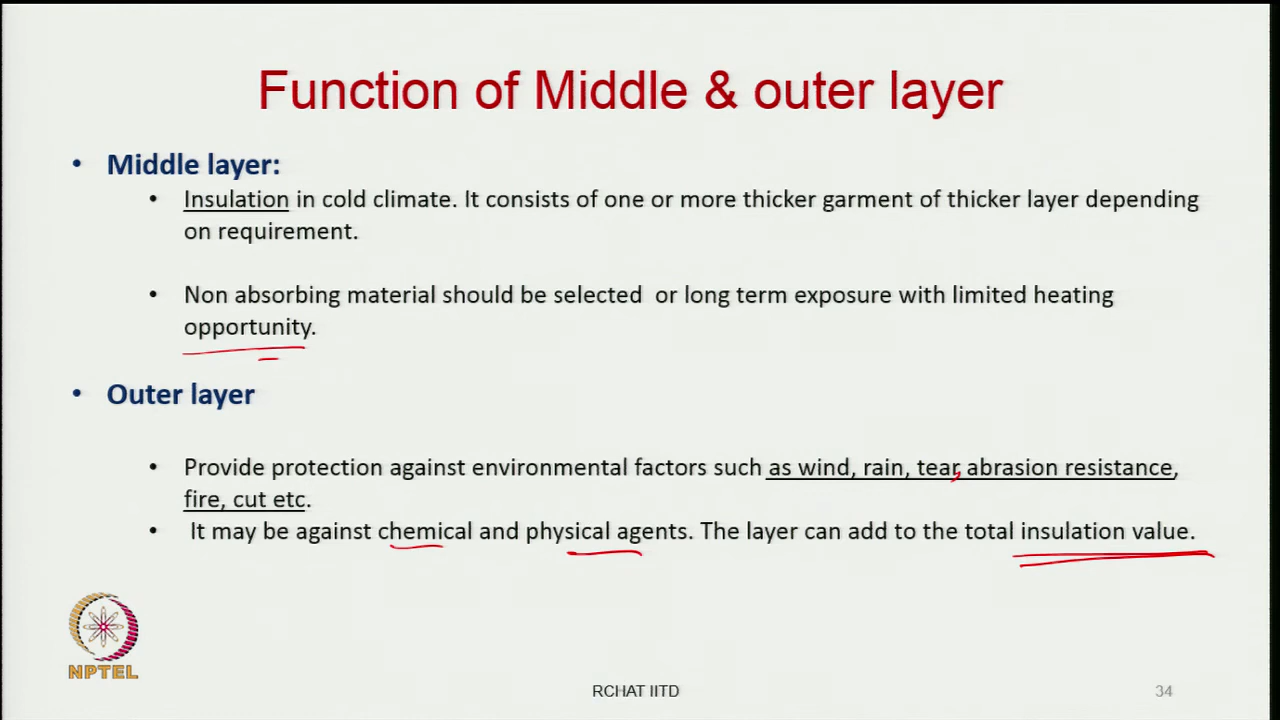 Function of Middle & outer layer
• Middle layer:
• Insulation in cold climate. It consists of one or more thicker garment of thicker layer depending
on requirement.
• Non absorbing material should be selected or long term exposure with limited heating
opportunity.
• Outer layer
• Provide protection against environmental factors such as wind, rain, tear, abrasion resistance,
fire, cut etc.
• It may be against chemical and physical agents. The layer can add to the total insulation value.
NPTEL
RCHAT IITD
34